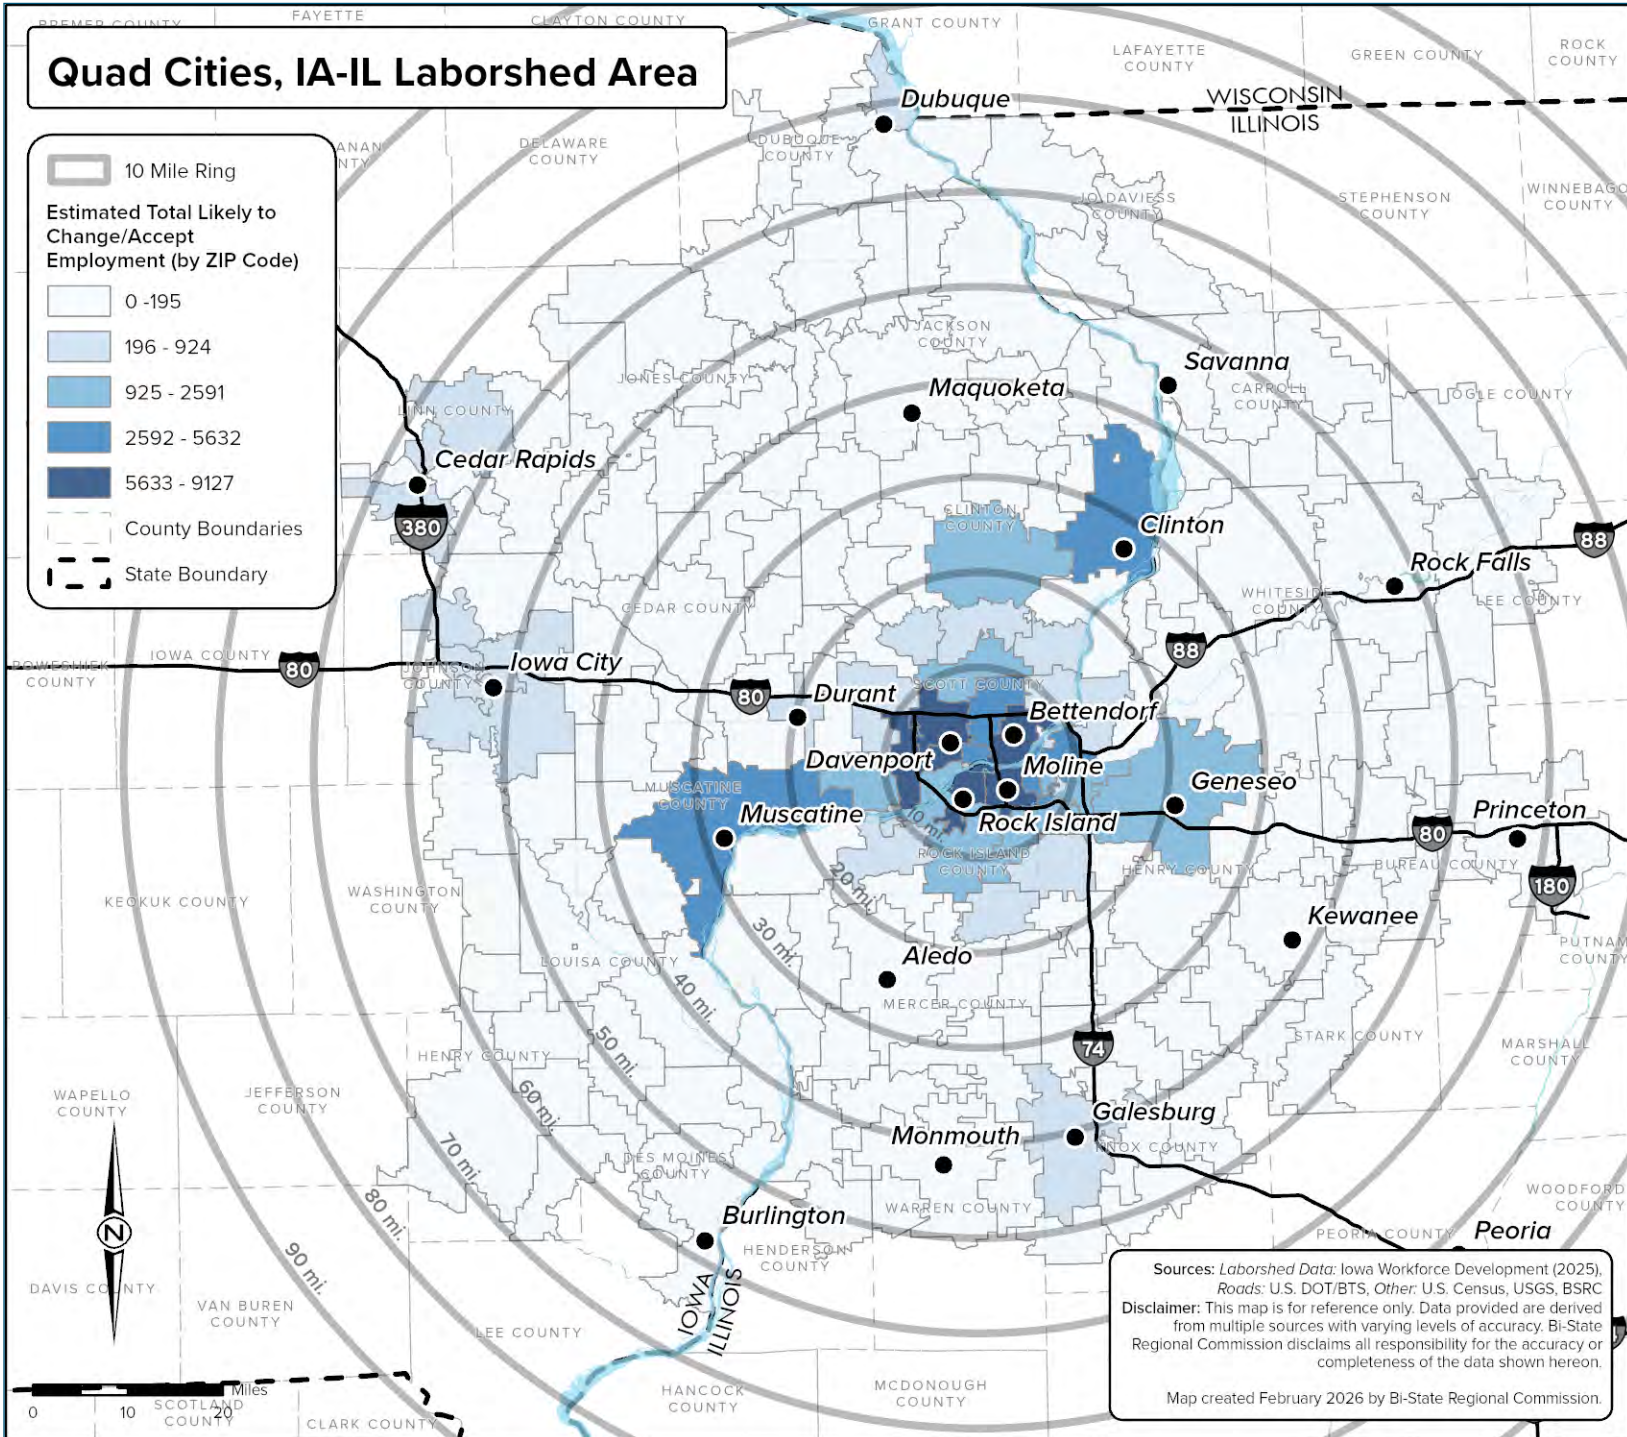 BREMER COUNTY
FAYETTE
CLAYTON COUNTY
GRANT COUNTY
LAFAYETTE
COUNTY
GREEN COUNTY
ROCK
COUNTY
Quad Cities, IA-IL Laborshed Area
10 Mile Ring
Estimated Total Likely to
Change/Accept
Employment (by ZIP Code)
0 -195
196 - 924
925 - 2591
2592 - 5632
5633 - 9127
County Boundaries
State Boundary
ANAN
NTY
DELAWARE
COUNTY
DUBUQUE
COUNTY
Dubuque
WISCONSIN
ILLINOIS
JO DAVIESS
COUNTY
STEPHENSON
COUNTY
WINNEBAGO
COUNTY
JACKSON
COUNTY
JONES COUNTY
LINN COUNTY
Maquoketa
Savanna
CARROLL
COUNTY
OGLE COUNTY
Cedar Rapids
380
CLINTON
COUNTY
Clinton
88
Rock Falls
WHITESIDE
COUNTY
LEE COUNTY
CEDAR COUNTY
88
POWESHIEK
COUNTY
IOWA COUNTY
80
JOHNSON
COUNTY
Iowa City
80
Durant
SCOTT COUNTY
Bettendorf
Davenport
Moline
Geneseo
MUSCATINE
COUNTY
Muscatine
10 mi.
Rock Island
Princeton
80
ROCK ISLAND
COUNTY
HENRY COUNTY
BUREAU COUNTY
180
KEOKUK COUNTY
WASHINGTON
COUNTY
20 mi.
30 mi.
Kewanee
PUTNAM
COUNTY
LOUISA COUNTY
40 mi.
Aledo
MERCER COUNTY
50 mi.
74
STARK COUNTY
MARSHALL
COUNTY
HENRY COUNTY
WAPELLO
COUNTY
JEFFERSON
COUNTY
60 mi.
Galesburg
KNOX COUNTY
Monmouth
70 mi.
DES MOINES
COUNTY
WARREN COUNTY
WOODFORD
COUNTY
80 mi.
Burlington
HENDERSON
COUNTY
PEORIA COUNTY
Peoria
N
90 mi.
DAVIS COUNTY
VAN BUREN
COUNTY
LEE COUNTY
IOWA
ILLINOIS
Sources: Laborshed Data: Iowa Workforce Development (2025),
Roads: U.S. DOT/BTS, Other: U.S. Census, USGS, BSRC
Disclaimer: This map is for reference only. Data provided are derived
from multiple sources with varying levels of accuracy. Bi-State
Regional Commission disclaims all responsibility for the accuracy or
completeness of the data shown hereon.
Map created February 2026 by Bi-State Regional Commission.
Miles
0 10 20
SCOTLAND
COUNTY
CLARK COUNTY
HANCOCK
COUNTY
MCDONOUGH
COUNTY